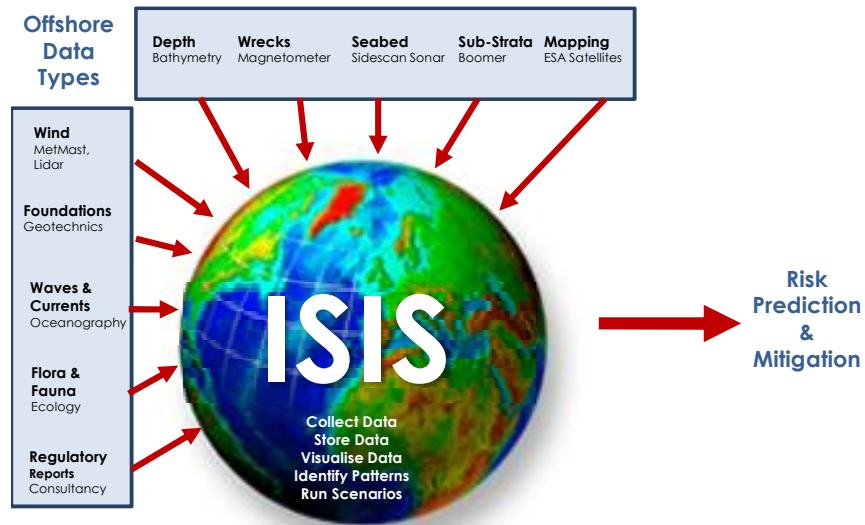 Offshore
Data
Types
Depth
Bathymetry
Wrecks
Magnetometer
Seabed
Sidescan Sonar
Sub-Strata
Boomer
Mapping
ESA Satellites
Wind
MetMast,
Lidar
Foundations
Geotechnics
Waves &
Currents
Oceanography
Flora &
Fauna
Ecology
Regulatory
Reports
Consultancy
ISIS
Collect Data
Store Data
Visualise Data
Identify Patterns
Run Scenarios
Risk
Prediction
&
Mitigation